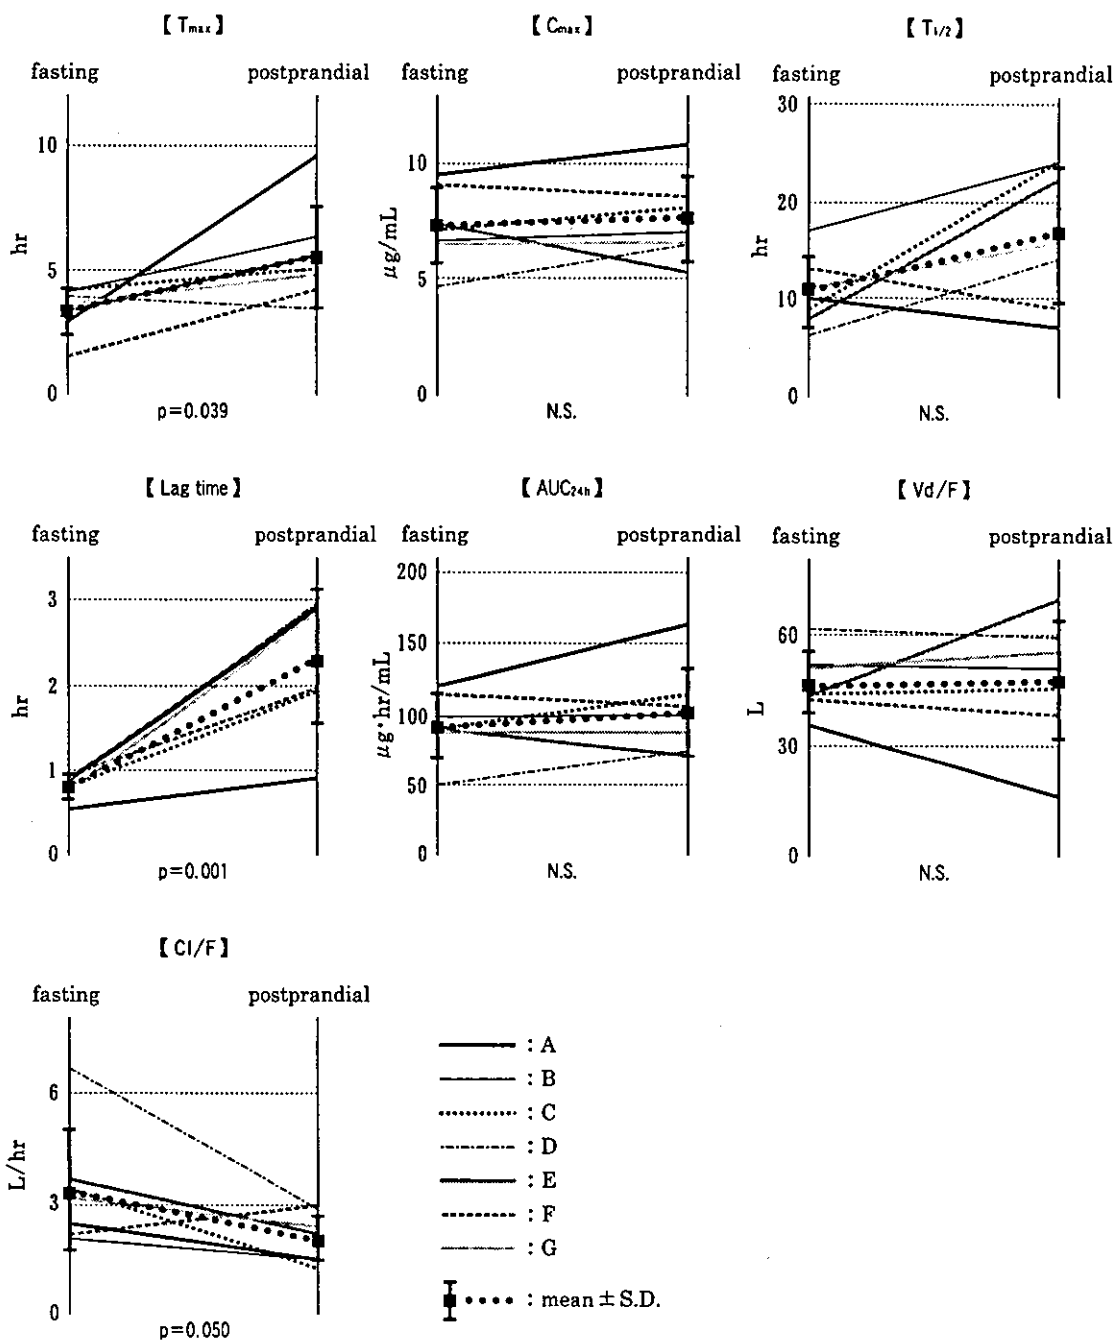 【 Tmax 】
fasting postprandial
10
5
0
hr
p=0.039
【 Cmax 】
fasting postprandial
10
5
0
μg/mL
N.S.
【 T1/2 】
fasting postprandial
30
20
10
0
hr
N.S.
【 Lag time 】
fasting postprandial
3
2
1
0
hr
p=0.001
【 AUC24h 】
fasting postprandial
200
150
100
50
0
μg·hr/mL
N.S.
【 Vd/F 】
fasting postprandial
60
30
0
L
N.S.
【 Cl/F 】
fasting postprandial
6
3
0
L/hr
p=0.050
: A
: B
: C
: D
: E
: F
: G
: mean ± S.D.